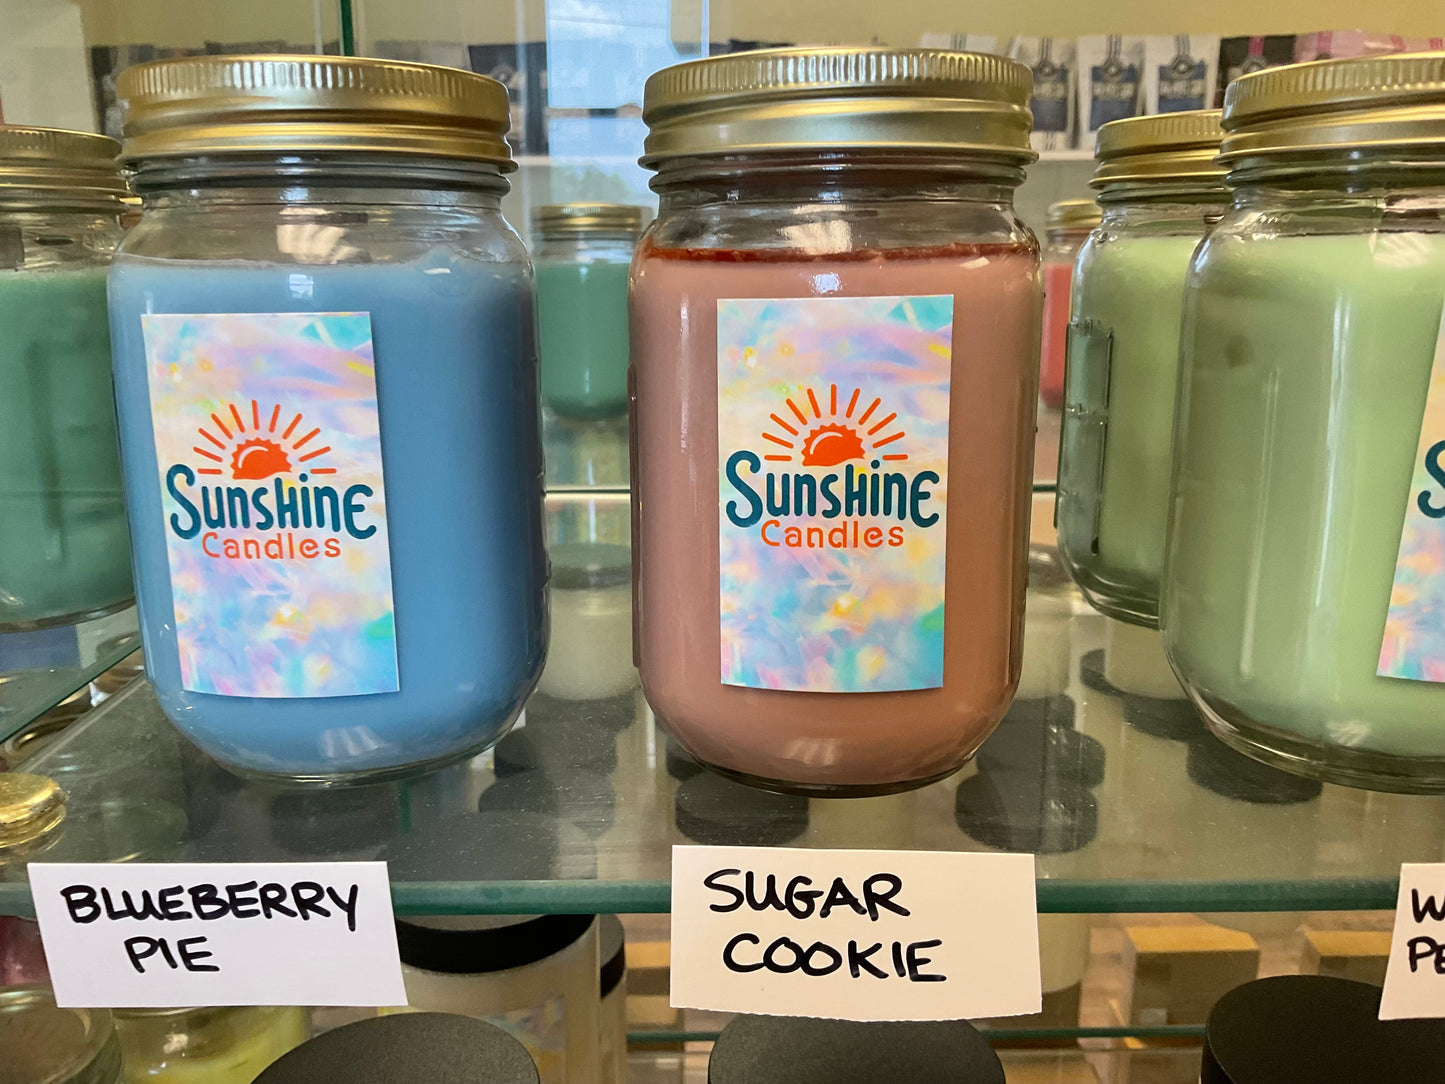 Sunshine
Candles
Sunshine
Candles
BLUEBERRY
PIE
SUGAR
COOKIE